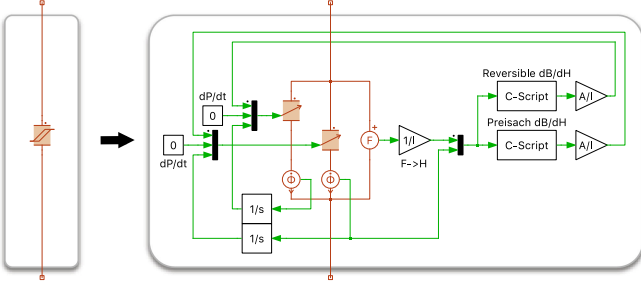 Reversible dB/dH
dP/dt
C-Script
A/I
0
Preisach dB/dH
0
F
1/I
C-Script
A/I
dP/dt
F->H
Φ
Φ
1/s
1/s